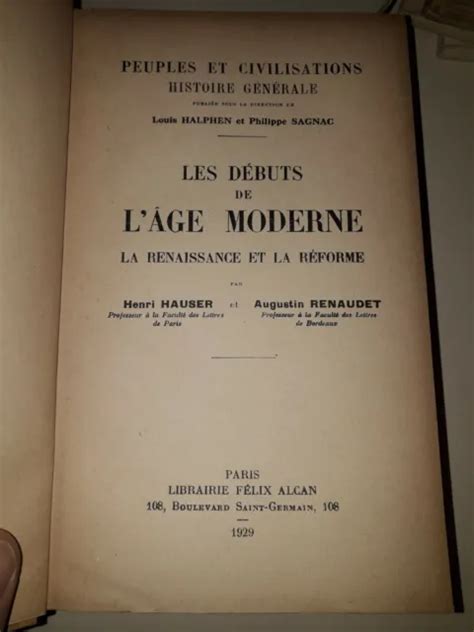 PEUPLES ET CIVILISATIONS
HISTOIRE GÉNÉRALE
PUBLIÉE SOUS LA DIRECTION DE
Louis HALPHEN et Philippe SAGNAC
LES DÉBUTS
DE
L'ÂGE MODERNE
LA RENAISSANCE ET LA RÉFORME
PAR
Henri HAUSER et Augustin RENAUDET
Professeur à la Faculté des Lettres Professeur à la Faculté des Lettres
de Paris de Bordeaux
PARIS
LIBRAIRIE FÉLIX ALCAN
108, BOULEVARD SAINT-GERMAIN, 108
1929